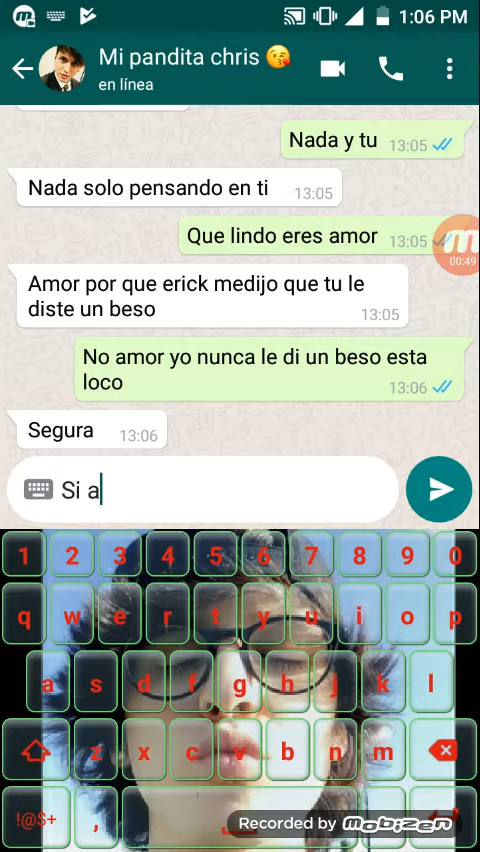 1:06 PM
Mi pandita chris 😘
en línea
Nada y tu 13:05
Nada solo pensando en ti 13:05
Que lindo eres amor 13:05
00:49
Amor por que erick medijo que tu le
diste un beso 13:05
No amor yo nunca le di un beso esta
loco 13:06
Segura 13:06
Si a
1 2 3 4 5 6 7 8 9 0
q w e r t y u i o p
a s d f g h j k l
z x c v b n m
!@$+ ,
Recorded by mobizen